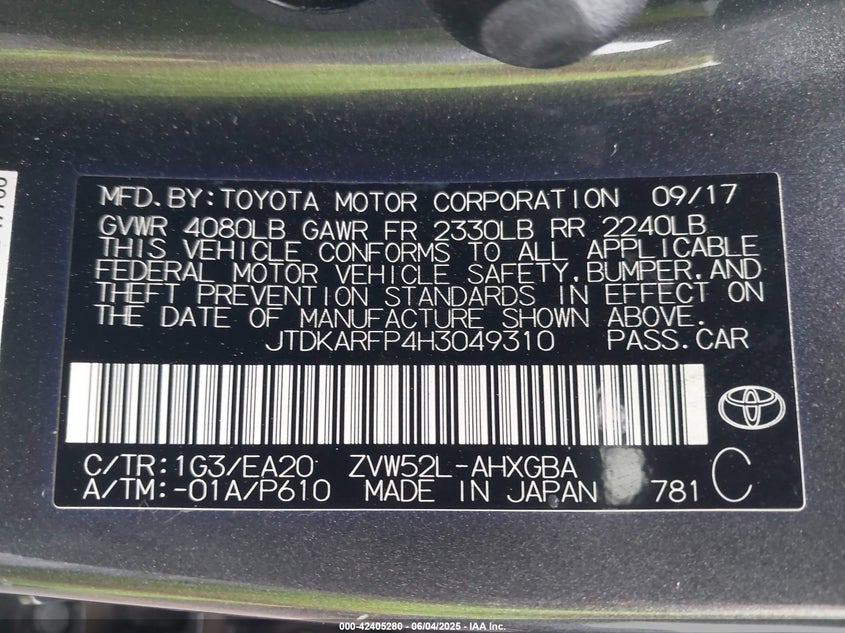 MFD. BY: TOYOTA MOTOR CORPORATION 09/17
GVWR 4080LB GAWR FR 2330LB RR 2240LB
THIS VEHICLE CONFORMS TO ALL APPLICABLE
FEDERAL MOTOR VEHICLE SAFETY, BUMPER, AND
THEFT PREVENTION STANDARDS IN EFFECT ON
THE DATE OF MANUFACTURE SHOWN ABOVE.
JTDKARFP4H3049310 PASS. CAR
C/TR: 1G3/EA20 ZVW52L-AHXGBA
A/TM: -01A/P610 MADE IN JAPAN 781 C
000-42405280 - 06/04/2025 - IAA Inc.